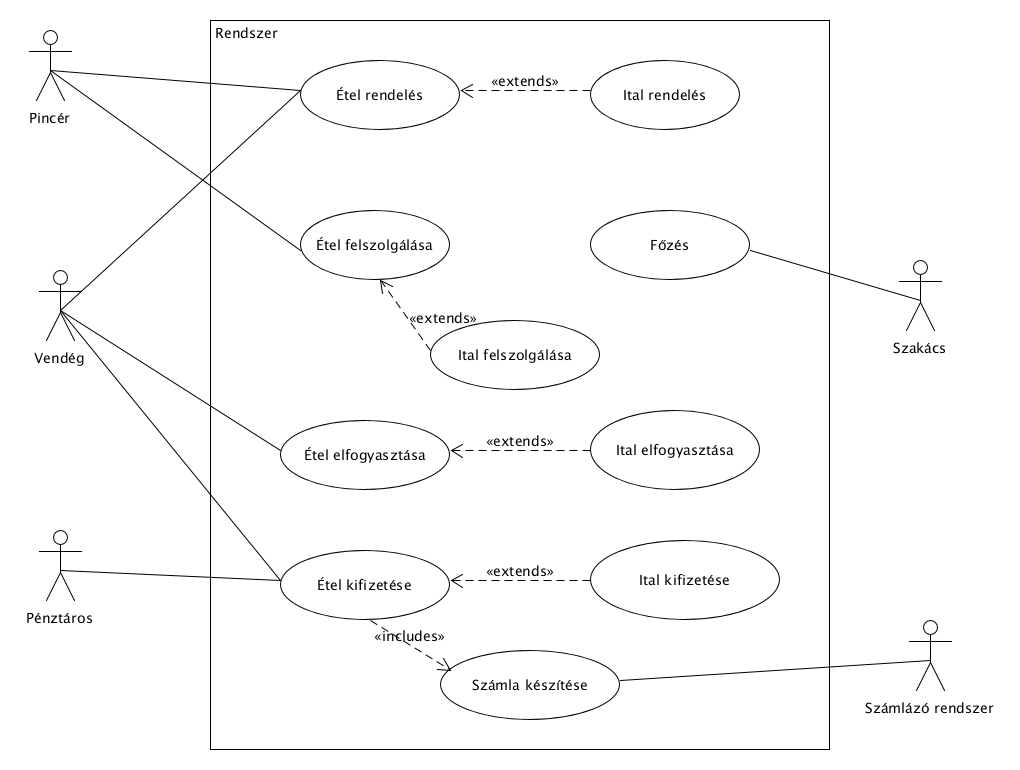 Rendszer
Pincér
Étel rendelés
«extends»
Ital rendelés
Étel felszolgálása
Főzés
«extends»
Ital felszolgálása
Vendég
Szakács
Étel elfogyasztása
«extends»
Ital elfogyasztása
Étel kifizetése
«extends»
Ital kifizetése
Pénztáros
«includes»
Számla készítése
Számlázó rendszer